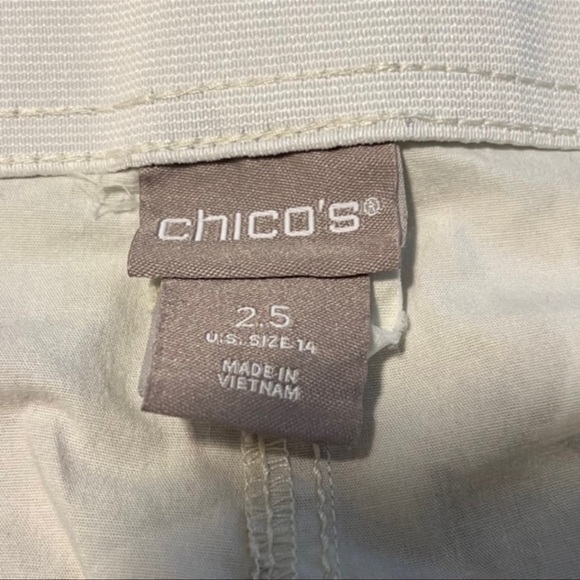 chico's®
2.5
U.S. SIZE 14
MADE IN
VIETNAM